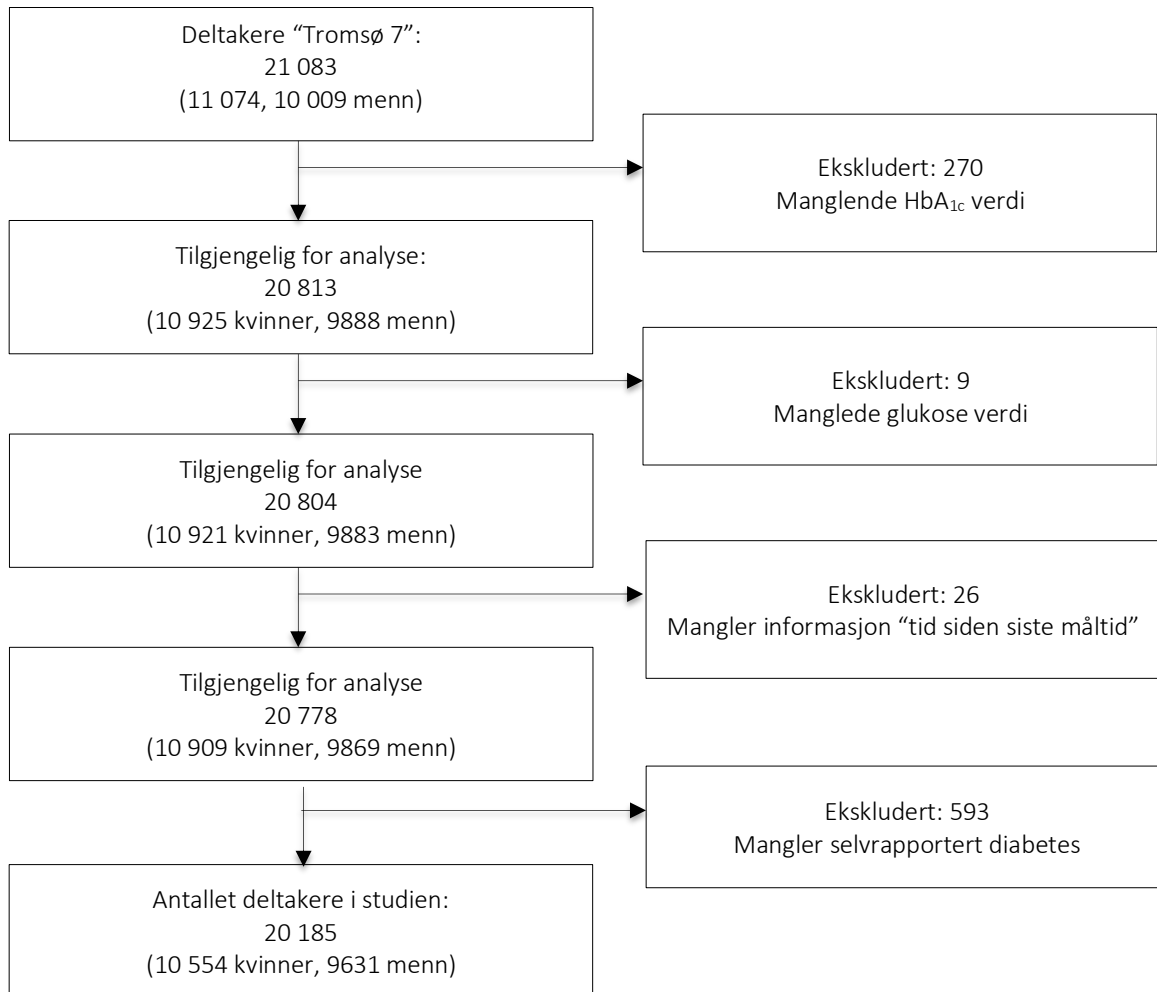 Deltakere “Tromsø 7”:
21 083
(11 074, 10 009 menn)
Ekskludert: 270
Manglende HbA1c verdi
Tilgjengelig for analyse:
20 813
(10 925 kvinner, 9888 menn)
Ekskludert: 9
Manglede glukose verdi
Tilgjengelig for analyse
20 804
(10 921 kvinner, 9883 menn)
Ekskludert: 26
Mangler informasjon “tid siden siste måltid”
Tilgjengelig for analyse
20 778
(10 909 kvinner, 9869 menn)
Ekskludert: 593
Mangler selvrapportert diabetes
Antallet deltakere i studien:
20 185
(10 554 kvinner, 9631 menn)